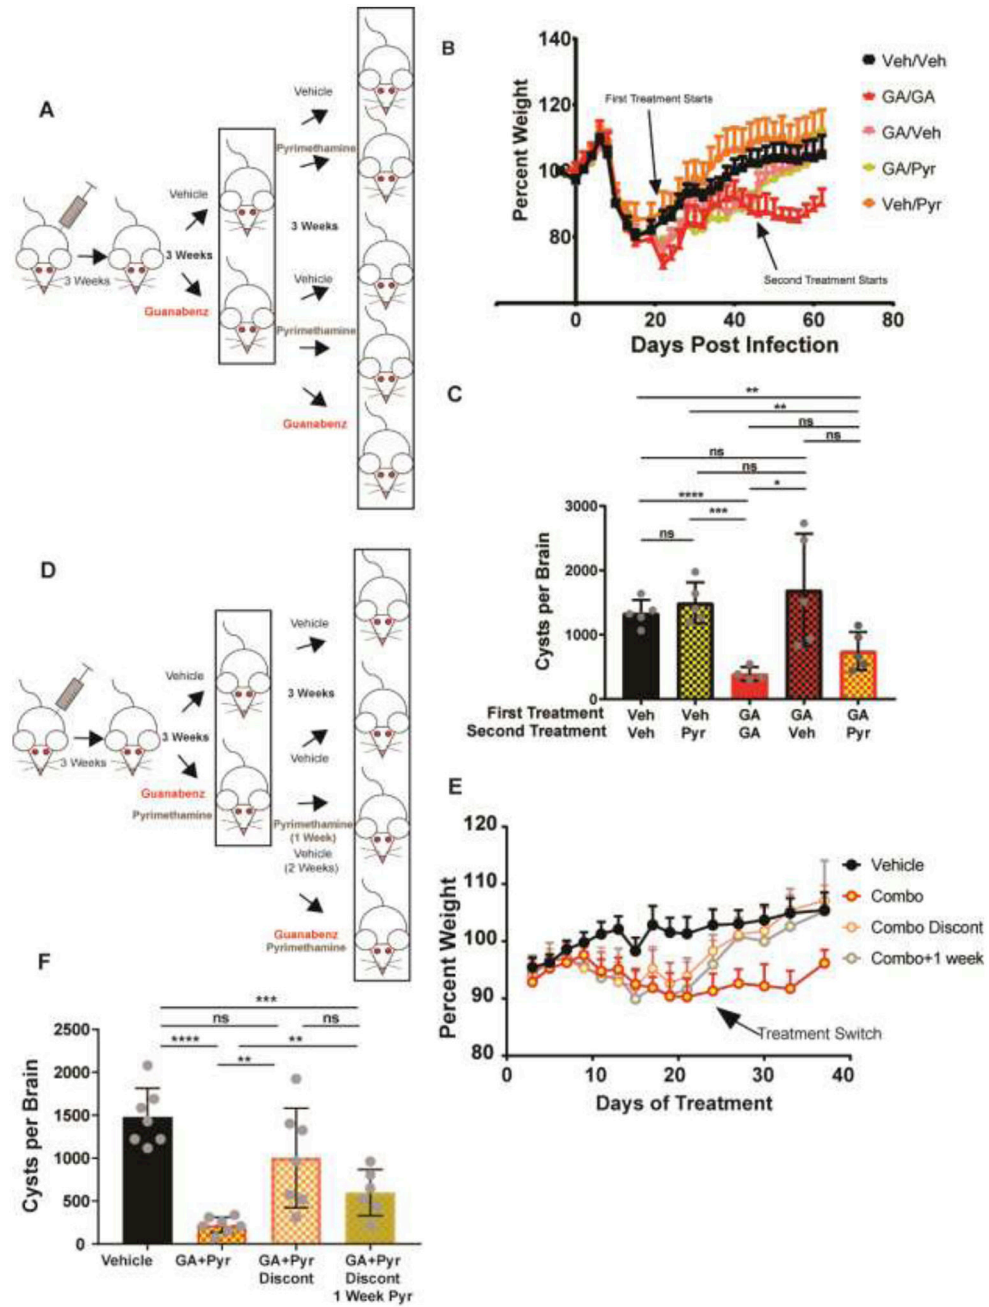 A
Vehicle
Pyrimethamine
Vehicle
3 Weeks
3 Weeks
3 Weeks
Vehicle
Guanabenz
Pyrimethamine
Guanabenz
B
Percent Weight
140
120
100
80
First Treatment Starts
Second Treatment Starts
0
20
40
60
80
Days Post Infection
Veh/Veh
GA/GA
GA/Veh
GA/Pyr
Veh/Pyr
C
**
**
ns
ns
ns
ns
*
****
***
ns
Cysts per Brain
3000
2000
1000
0
First Treatment Veh Veh GA GA GA
Second Treatment Veh Pyr GA Veh Pyr
D
Vehicle
Vehicle
3 Weeks
3 Weeks
3 Weeks
Vehicle
Guanabenz
Pyrimethamine
Pyrimethamine
(1 Week)
Vehicle
(2 Weeks)
Guanabenz
Pyrimethamine
E
Percent Weight
120
110
100
90
80
Treatment Switch
0
10
20
30
40
Days of Treatment
Vehicle
Combo
Combo Discont
Combo+1 week
F
***
ns
ns
****
**
**
Cysts per Brain
2500
2000
1500
1000
500
0
Vehicle
GA+Pyr
GA+Pyr
Discont
GA+Pyr
Discont
1 Week Pyr